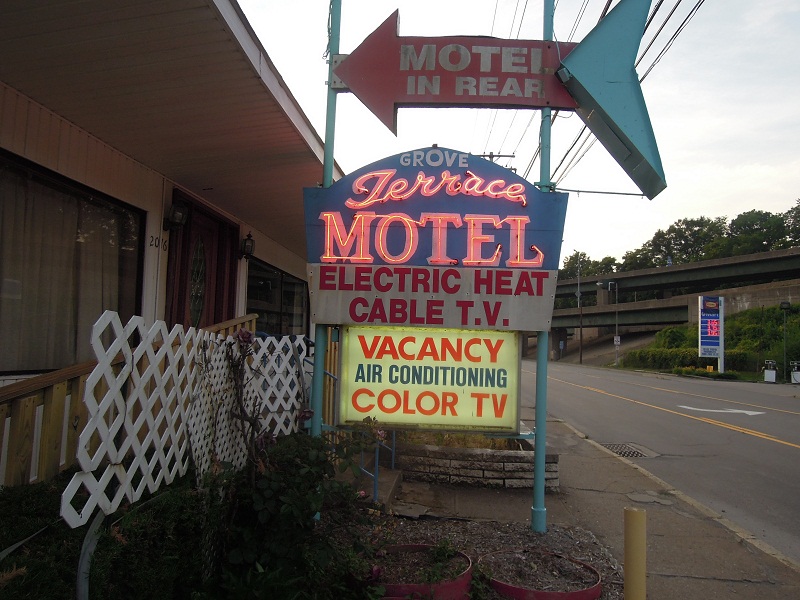 MOTEL
IN REAR
GROVE
Terrace
MOTEL
ELECTRIC HEAT
CABLE T.V.
VACANCY
AIR CONDITIONING
COLOR TV